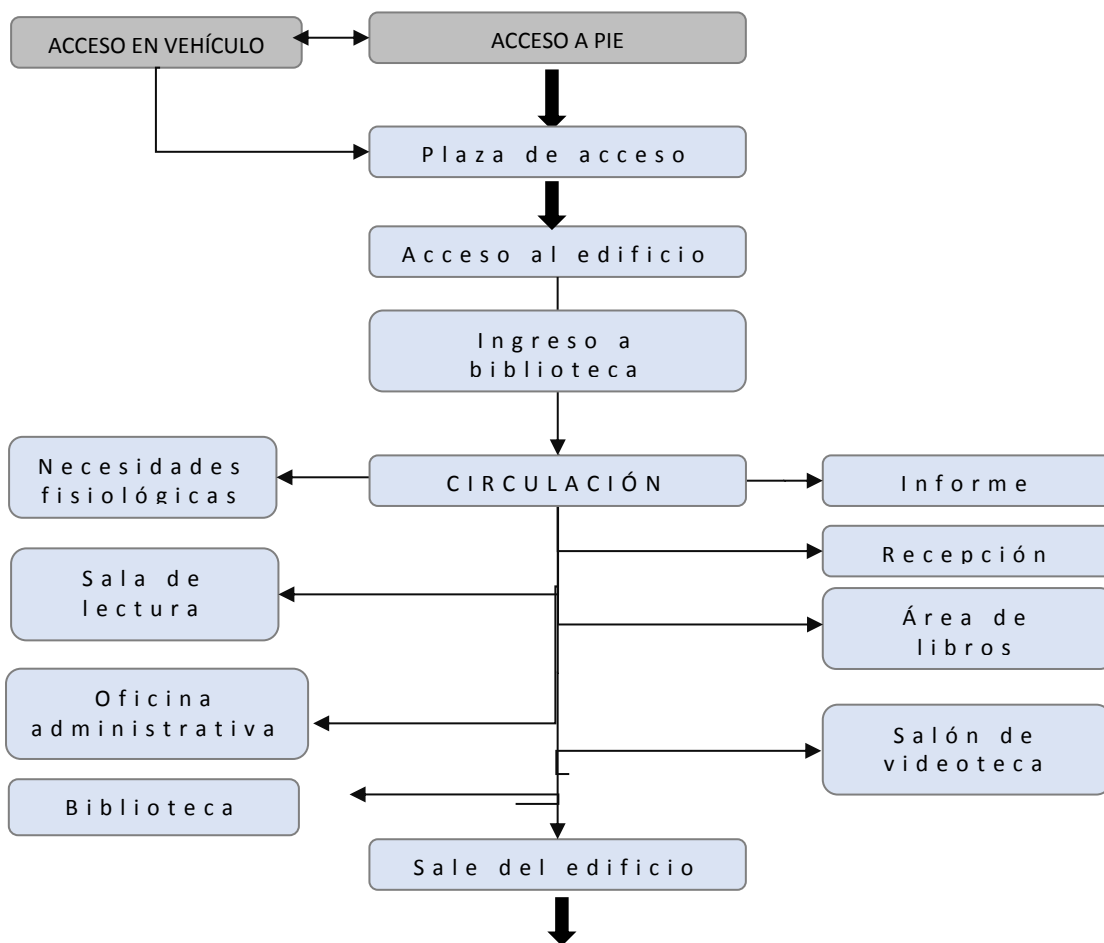 ACCESO EN VEHÍCULO
ACCESO A PIE
Plaza de acceso
Acceso al edificio
Ingreso a
biblioteca
Necesidades
fisiológicas
CIRCULACIÓN
Informe
Recepción
Sala de
lectura
Área de
libros
Oficina
administrativa
Salón de
videoteca
Biblioteca
Sale del edificio